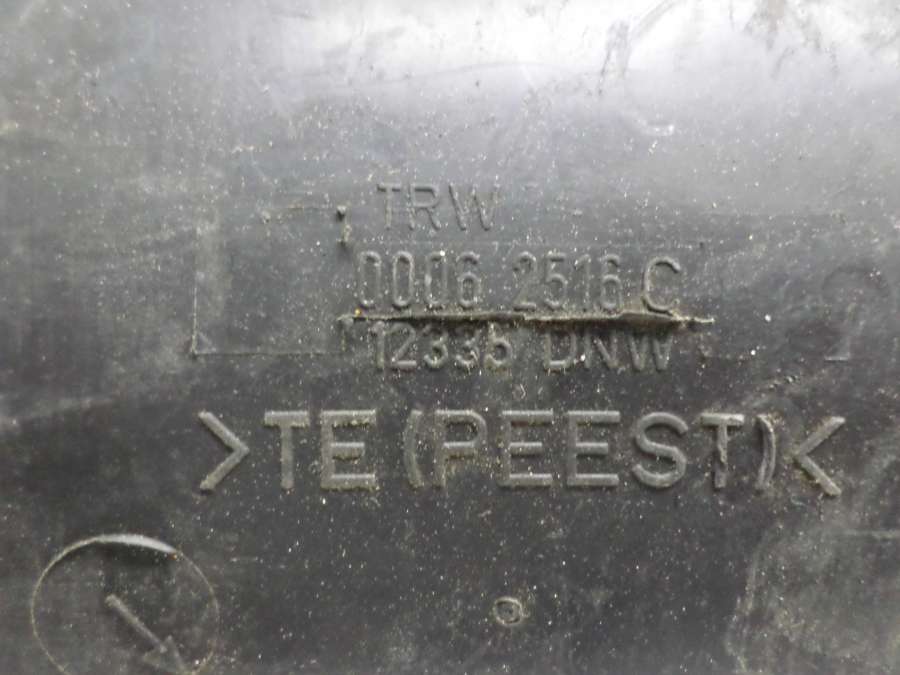 TRW
0006 2516 C
12335 DNW
>TE(PEEST)<